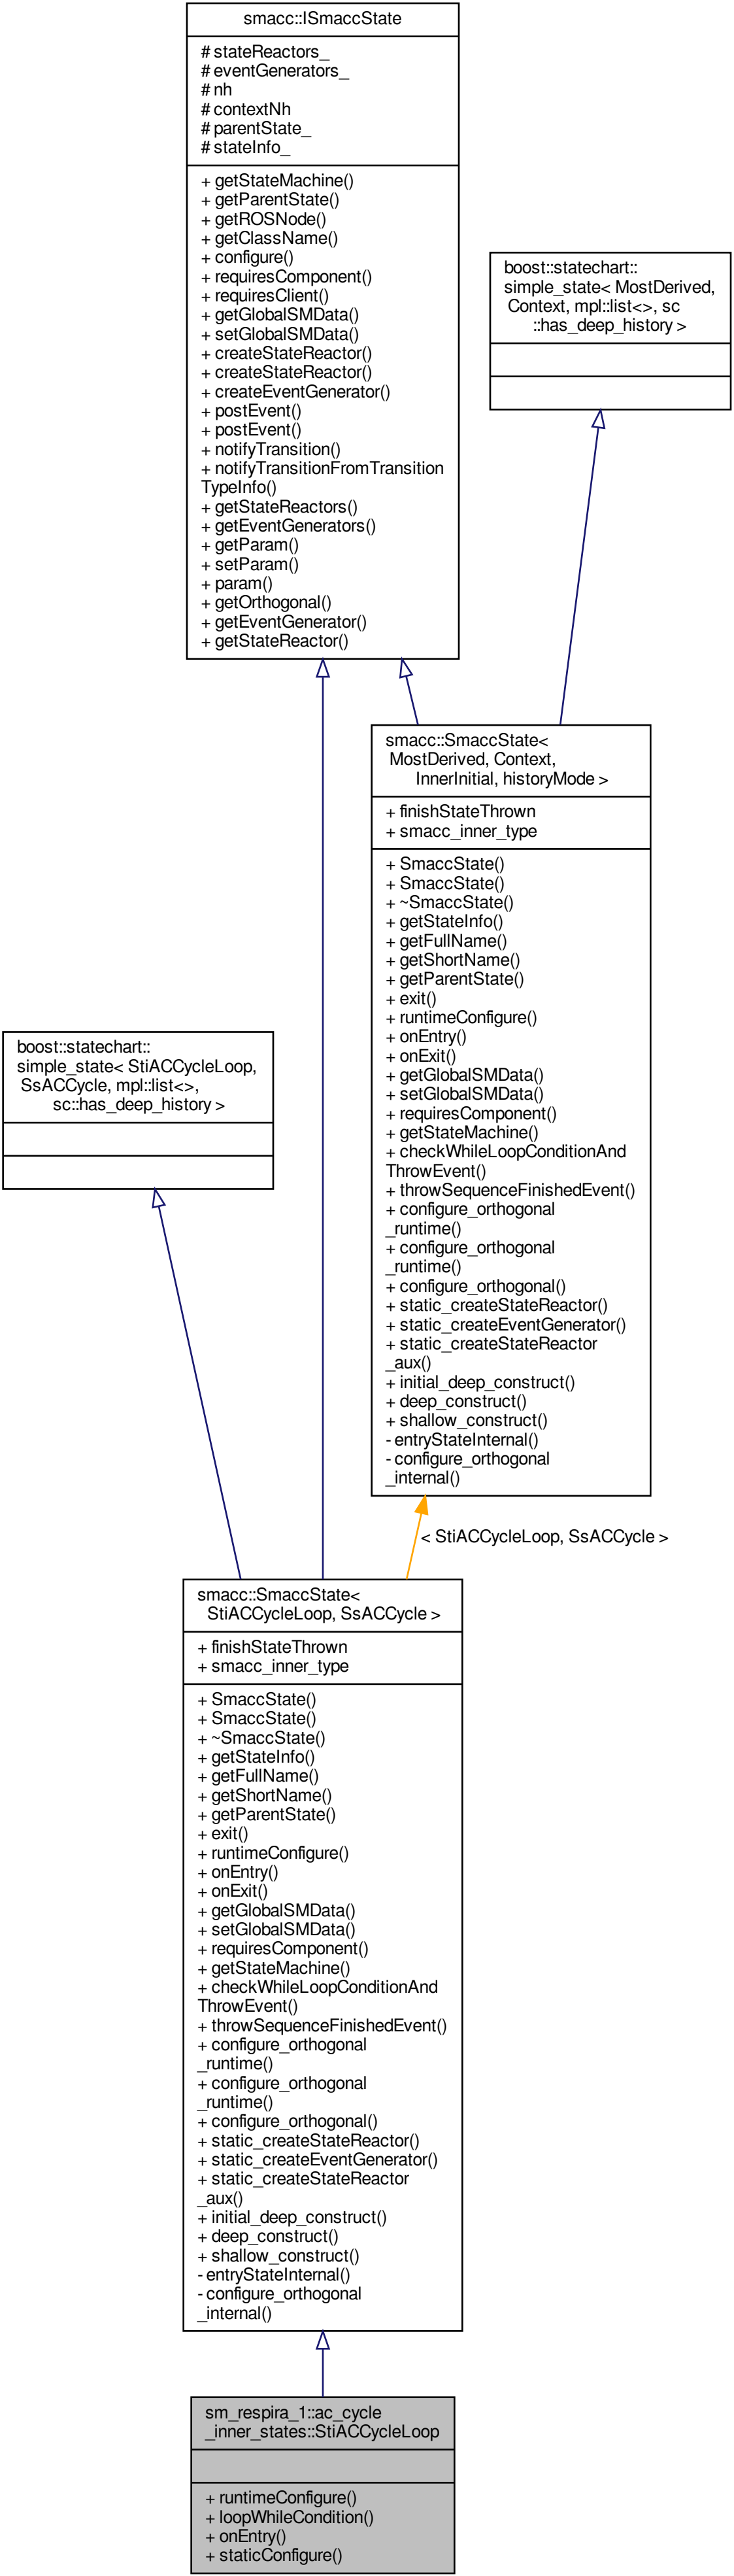 smacc::ISmaccState
# stateReactors_
# eventGenerators_
# nh
# contextNh
# parentState_
# stateInfo_
+ getStateMachine()
+ getParentState()
+ getROSNode()
+ getClassName()
+ configure()
+ requiresComponent()
+ requiresClient()
+ getGlobalSMData()
+ setGlobalSMData()
+ createStateReactor()
+ createStateReactor()
+ createEventGenerator()
+ postEvent()
+ postEvent()
+ notifyTransition()
+ notifyTransitionFromTransition
TypeInfo()
+ getStateReactors()
+ getEventGenerators()
+ getParam()
+ setParam()
+ param()
+ getOrthogonal()
+ getEventGenerator()
+ getStateReactor()
boost::statechart::
simple_state< MostDerived,
Context, mpl::list<>, sc
::has_deep_history >
smacc::SmaccState<
MostDerived, Context,
InnerInitial, historyMode >
+ finishStateThrown
+ smacc_inner_type
+ SmaccState()
+ SmaccState()
+ ~SmaccState()
+ getStateInfo()
+ getFullName()
+ getShortName()
+ getParentState()
+ exit()
+ runtimeConfigure()
+ onEntry()
+ onExit()
+ getGlobalSMData()
+ setGlobalSMData()
+ requiresComponent()
+ getStateMachine()
+ checkWhileLoopConditionAnd
ThrowEvent()
+ throwSequenceFinishedEvent()
+ configure_orthogonal
_runtime()
+ configure_orthogonal
_runtime()
+ configure_orthogonal()
+ static_createStateReactor()
+ static_createEventGenerator()
+ static_createStateReactor
_aux()
+ initial_deep_construct()
+ deep_construct()
+ shallow_construct()
- entryStateInternal()
- configure_orthogonal
_internal()
boost::statechart::
simple_state< StiACCycleLoop,
SsACCycle, mpl::list<>,
sc::has_deep_history >
< StiACCycleLoop, SsACCycle >
smacc::SmaccState<
StiACCycleLoop, SsACCycle >
+ finishStateThrown
+ smacc_inner_type
+ SmaccState()
+ SmaccState()
+ ~SmaccState()
+ getStateInfo()
+ getFullName()
+ getShortName()
+ getParentState()
+ exit()
+ runtimeConfigure()
+ onEntry()
+ onExit()
+ getGlobalSMData()
+ setGlobalSMData()
+ requiresComponent()
+ getStateMachine()
+ checkWhileLoopConditionAnd
ThrowEvent()
+ throwSequenceFinishedEvent()
+ configure_orthogonal
_runtime()
+ configure_orthogonal
_runtime()
+ configure_orthogonal()
+ static_createStateReactor()
+ static_createEventGenerator()
+ static_createStateReactor
_aux()
+ initial_deep_construct()
+ deep_construct()
+ shallow_construct()
- entryStateInternal()
- configure_orthogonal
_internal()
sm_respira_1::ac_cycle
_inner_states::StiACCycleLoop
+ runtimeConfigure()
+ loopWhileCondition()
+ onEntry()
+ staticConfigure()